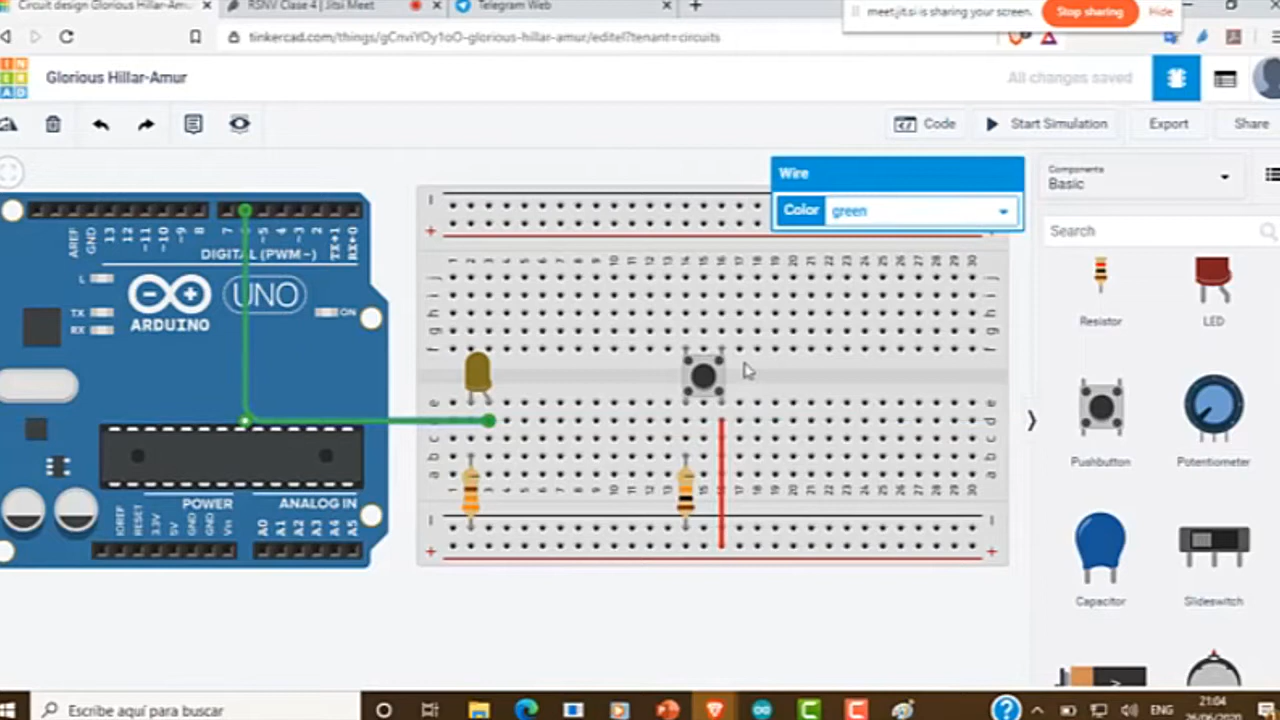 Circuit design Glorious Hillar-Amur
RSNV Clase 4 | Jitsi Meet
Telegram Web
meet.jit.si is sharing your screen.
Stop sharing
Hide
tinkercad.com/things/gCnviYOy1oO-glorious-hillar-amur/editel?tenant=circuits
Glorious Hillar-Amur
All changes saved
Code
Start Simulation
Export
Share
Wire
Color
green
Components
Basic
Search
Resistor
LED
Pushbutton
Potentiometer
Capacitor
Slideswitch
AREF
GND
13
12
~11
~10
~9
8
7
~5
4
~3
2
TX→1
RX←0
DIGITAL (PWM~)
L
TX
RX
UNO
ON
ARDUINO
POWER
ANALOG IN
IOREF
RESET
3.3V
5V
GND
GND
Vin
A0
A1
A2
A3
A4
A5
Escribe aquí para buscar
ENG
21:04